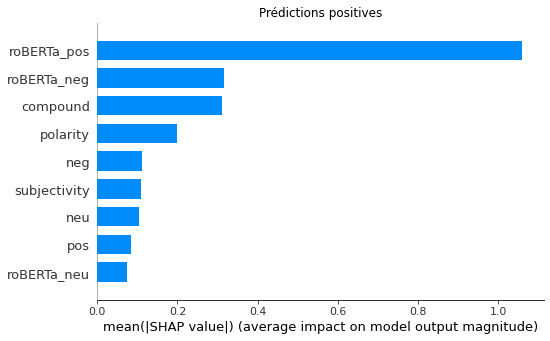 Prédictions positives
roBERTa_pos
roBERTa_neg
compound
polarity
neg
subjectivity
neu
pos
roBERTa_neu
0.0 0.2 0.4 0.6 0.8 1.0
mean(|SHAP value|) (average impact on model output magnitude)